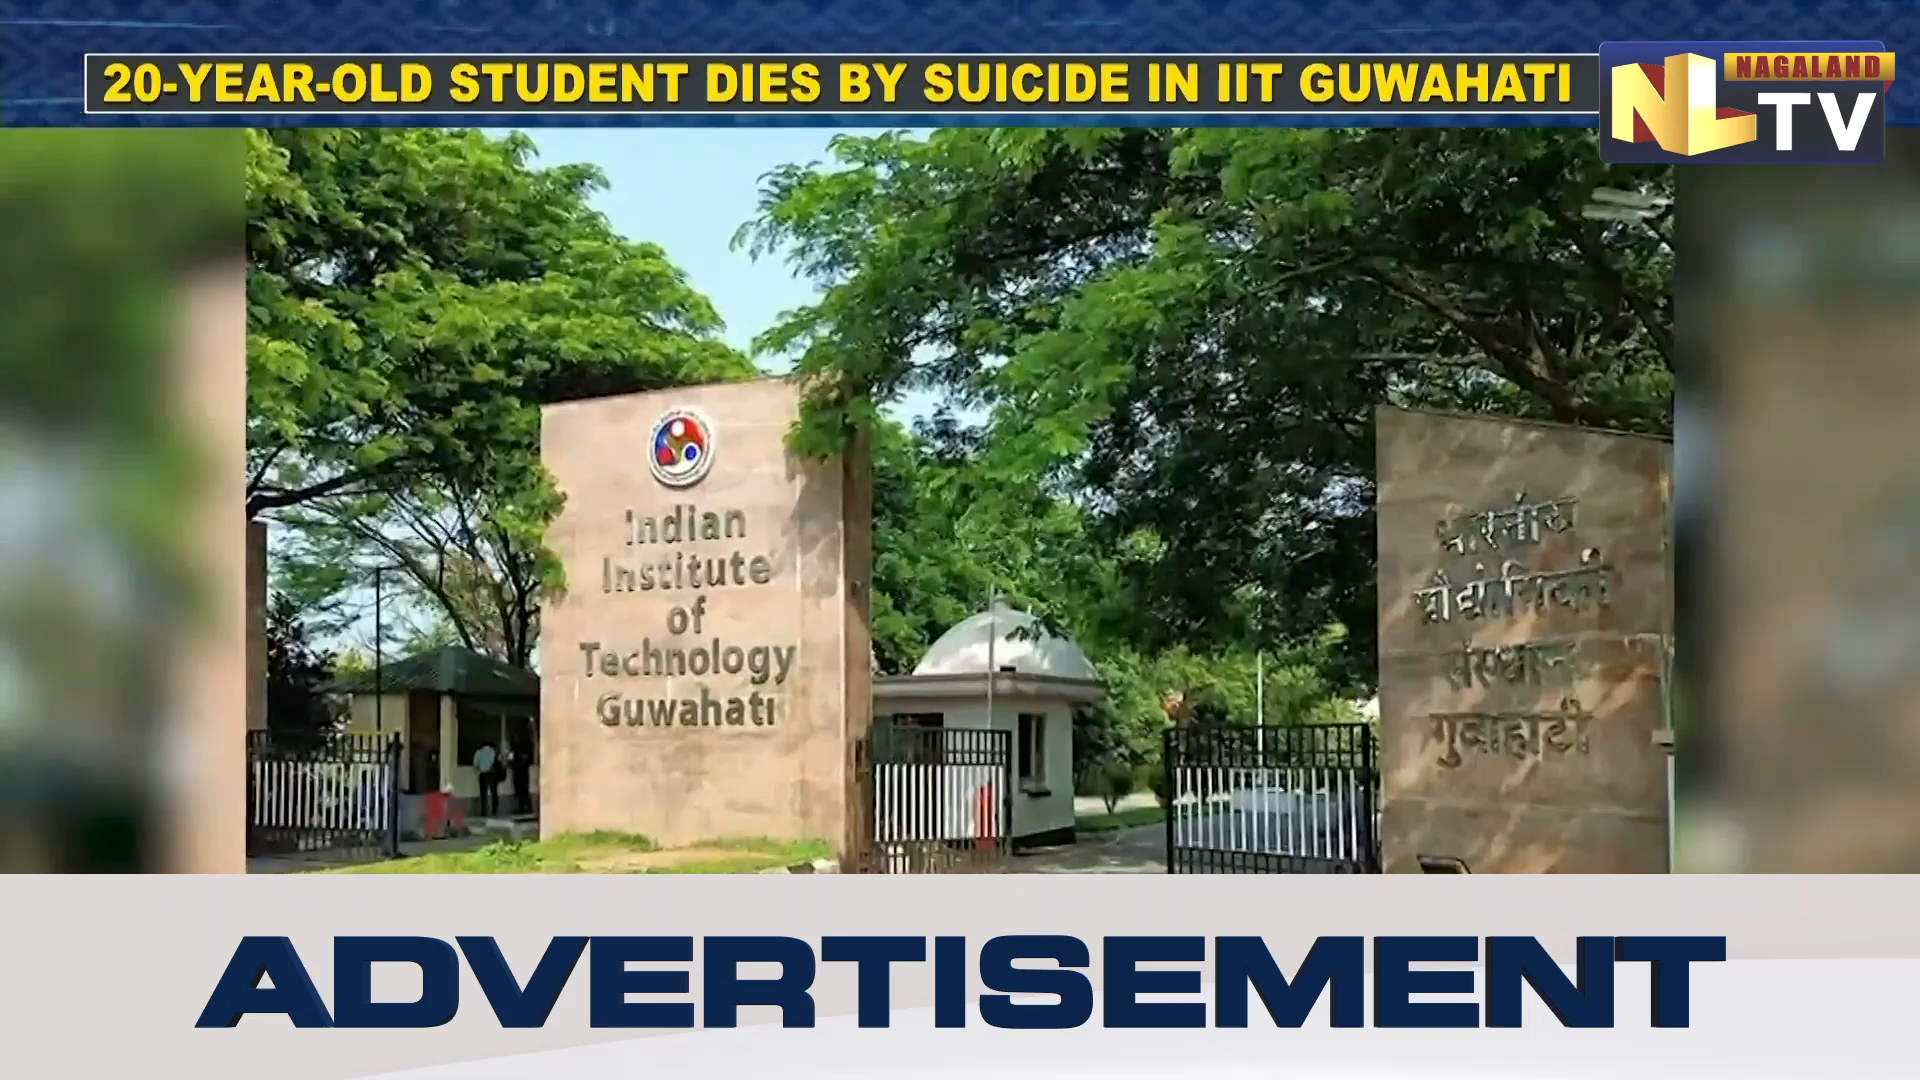 20-YEAR-OLD STUDENT DIES BY SUICIDE IN IIT GUWAHATI
NAGALAND
NL TV
Indian
Institute
of
Technology
Guwahati
भारतीय
प्रौद्योगिकी
संस्थान
गुवाहाटी
ADVERTISEMENT